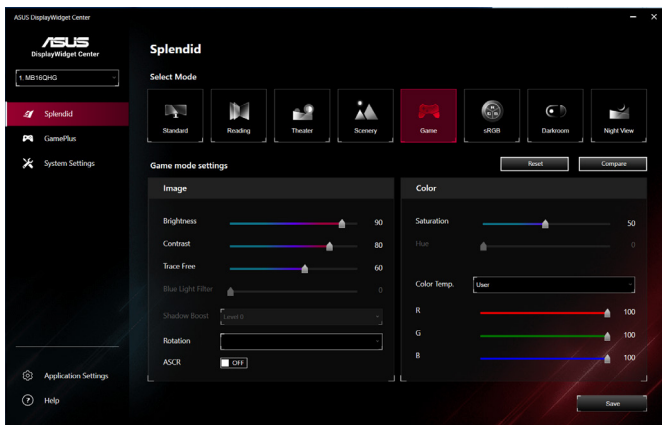 ASUS DisplayWidget Center
ASUS
DisplayWidget Center
1. MB16QHG
Splendid
GamePlus
System Settings
Application Settings
Help
Splendid
Select Mode
Standard
Reading
Theater
Scenery
Game
sRGB
Darkroom
Night View
Game mode settings
Reset
Compare
Image
Brightness 90
Contrast 80
Trace Free 60
Blue Light Filter 0
Shadow Boost Level 0
Rotation
ASCR OFF
Color
Saturation 50
Hue 0
Color Temp. User
R 100
G 100
B 100
Save